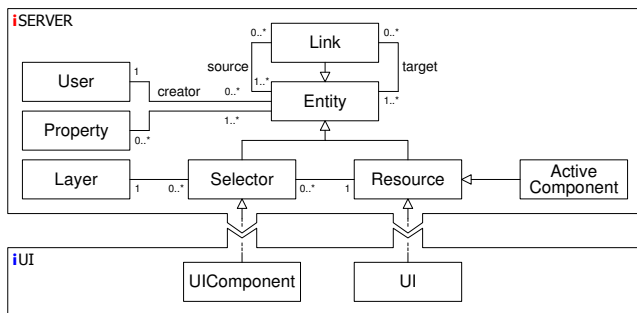 iSERVER
0..*
Link
0..*
User
1
source
target
creator
0..*
1..*
Entity
1..*
Property
0..*
1..*
Layer
1
0..*
Selector
0..*
1
Resource
Active
Component
iUI
UIComponent
UI